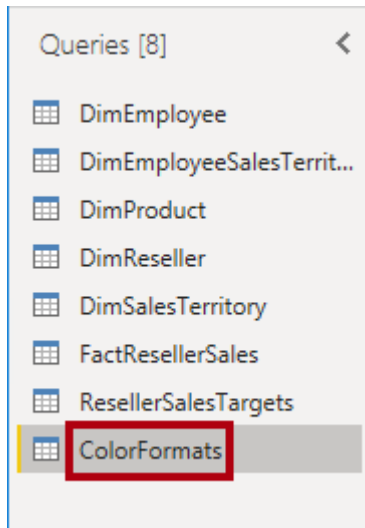 Queries [8]
DimEmployee
DimEmployeeSalesTerrit...
DimProduct
DimReseller
DimSalesTerritory
FactResellerSales
ResellerSalesTargets
ColorFormats